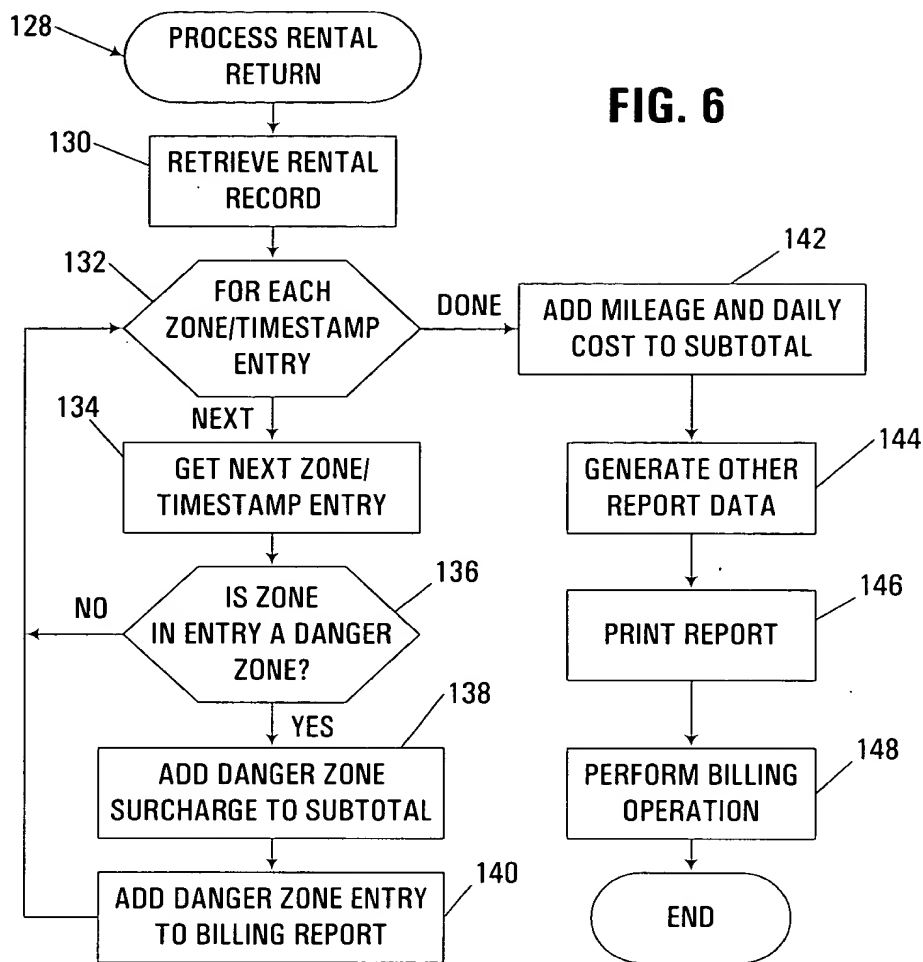 128
PROCESS RENTAL
RETURN
FIG. 6
130
RETRIEVE RENTAL
RECORD
132
FOR EACH
ZONE/TIMESTAMP
ENTRY
DONE
142
ADD MILEAGE AND DAILY
COST TO SUBTOTAL
NEXT
134
GET NEXT ZONE/
TIMESTAMP ENTRY
144
GENERATE OTHER
REPORT DATA
136
NO
IS ZONE
IN ENTRY A DANGER
ZONE?
146
PRINT REPORT
YES
138
ADD DANGER ZONE
SURCHARGE TO SUBTOTAL
148
PERFORM BILLING
OPERATION
140
ADD DANGER ZONE ENTRY
TO BILLING REPORT
END